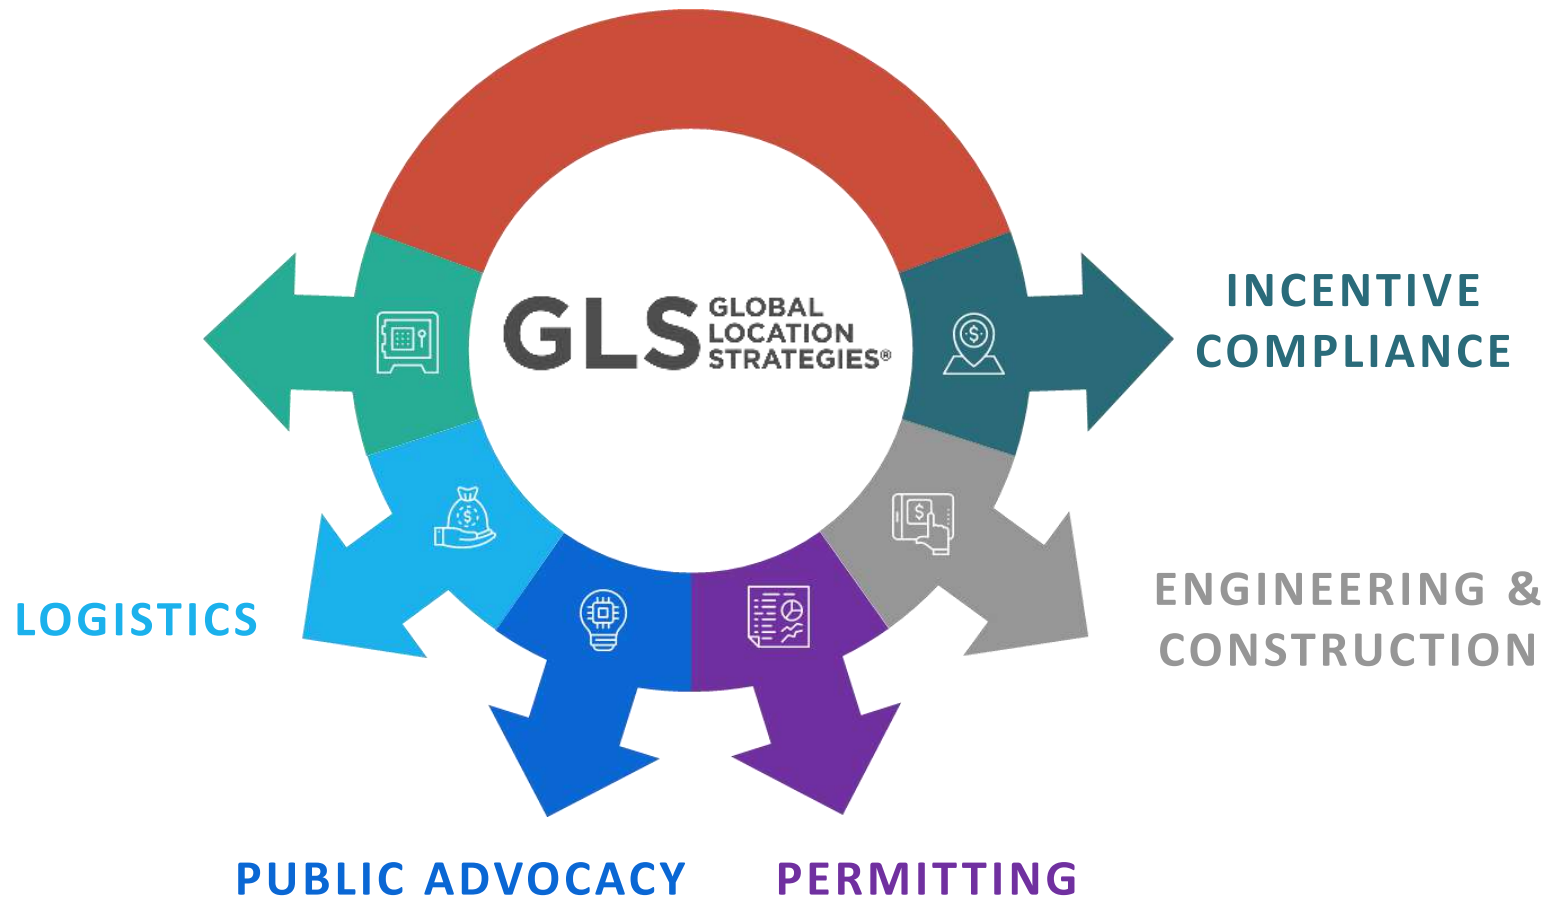 GLS GLOBAL
LOCATION
STRATEGIES®
INCENTIVE
COMPLIANCE
ENGINEERING &
CONSTRUCTION
LOGISTICS
PUBLIC ADVOCACY
PERMITTING